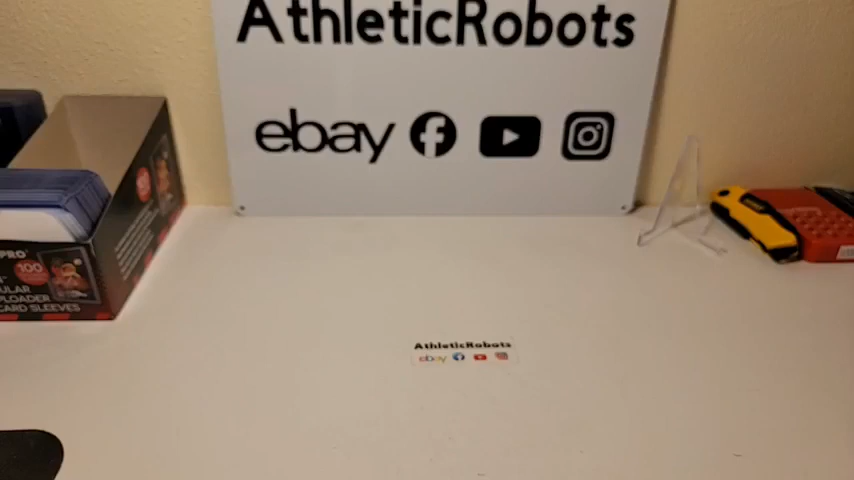 AthleticRobots
ebay
PRO
100
ULAR
PLOADER
CARD SLEEVES
AthleticRobots
ebay